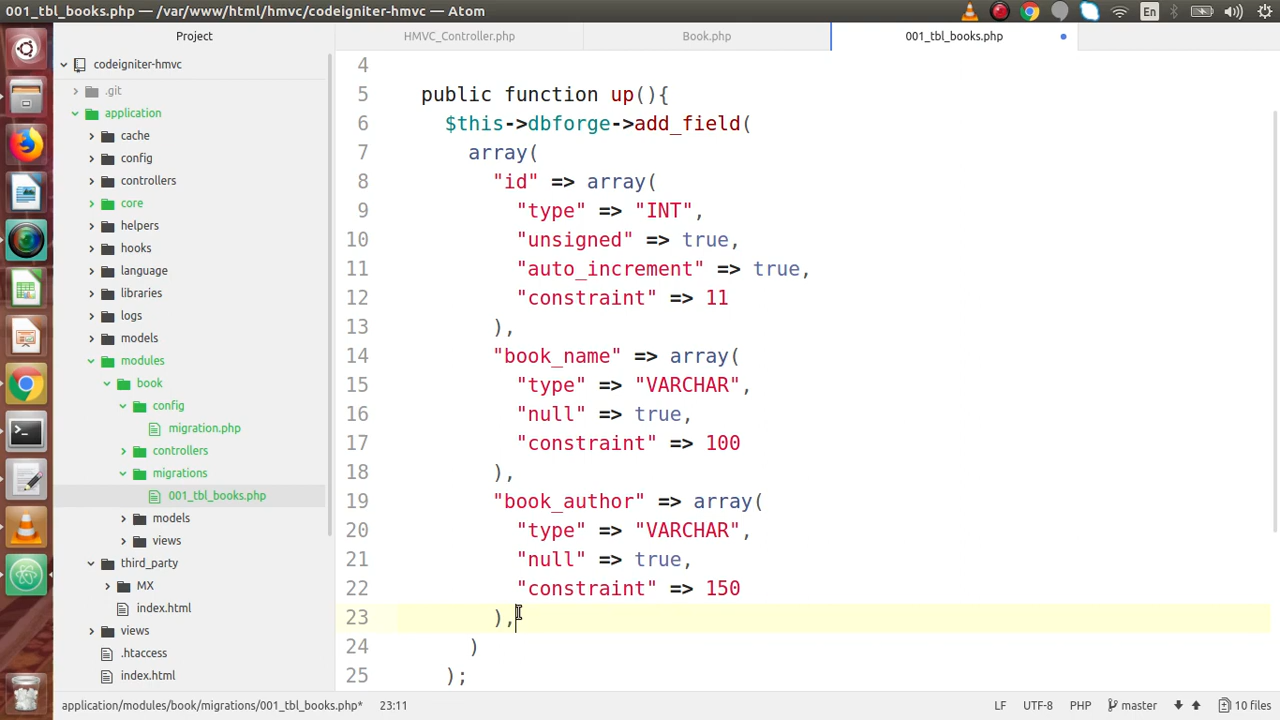 001_tbl_books.php — /var/www/html/hmvc/codeigniter-hmvc — Atom
En
Project
HMVC_Controller.php
Book.php
001_tbl_books.php
codeigniter-hmvc
.git
application
cache
config
controllers
core
helpers
hooks
language
libraries
logs
models
modules
book
config
migration.php
controllers
migrations
001_tbl_books.php
models
views
third_party
MX
index.html
views
.htaccess
index.html
4
5 public function up(){
6 $this->dbforge->add_field(
7 array(
8 "id" => array(
9 "type" => "INT",
10 "unsigned" => true,
11 "auto_increment" => true,
12 "constraint" => 11
13 ),
14 "book_name" => array(
15 "type" => "VARCHAR",
16 "null" => true,
17 "constraint" => 100
18 ),
19 "book_author" => array(
20 "type" => "VARCHAR",
21 "null" => true,
22 "constraint" => 150
23 ),
24 )
25 );
application/modules/book/migrations/001_tbl_books.php* 23:11
LF UTF-8 PHP master 10 files